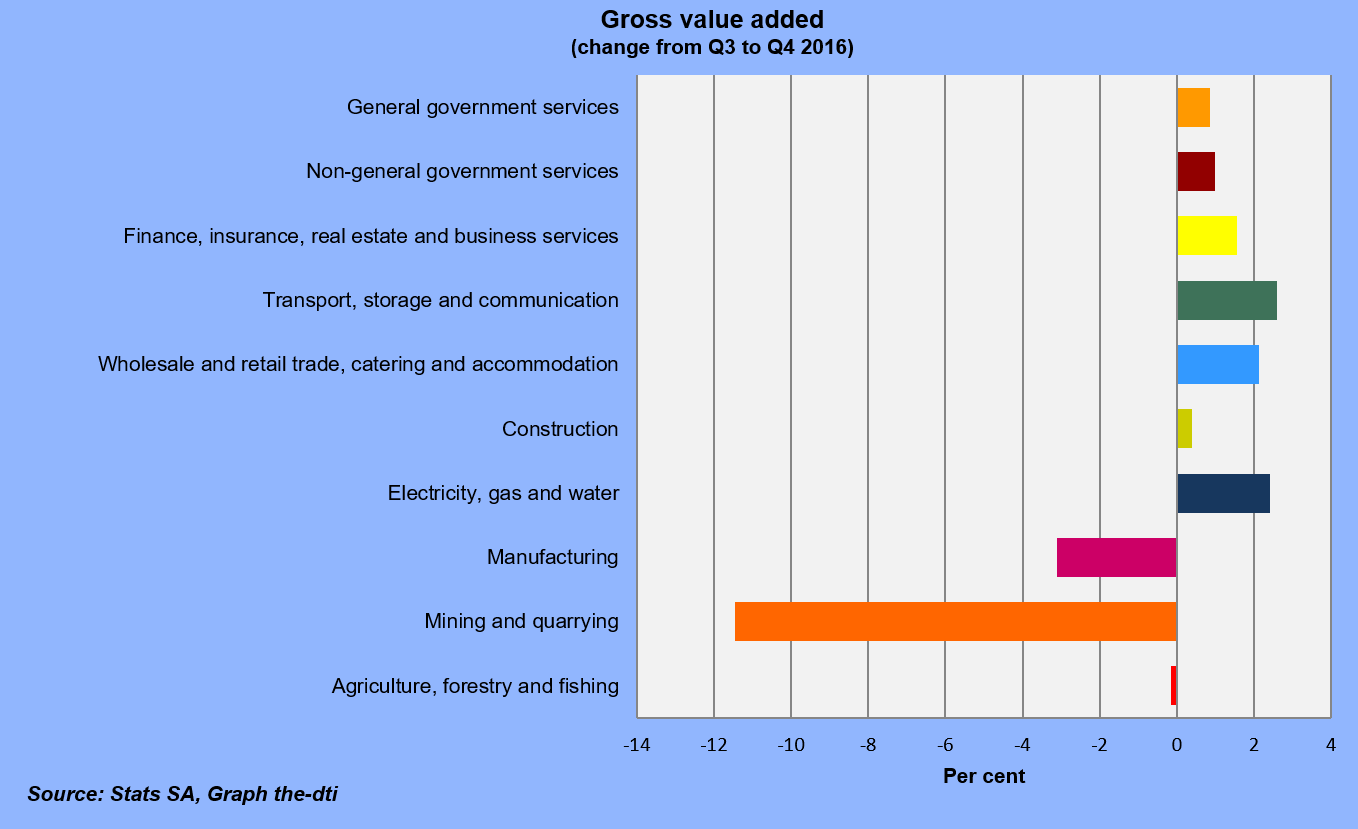 Gross value added
(change from Q3 to Q4 2016)
General government services
Non-general government services
Finance, insurance, real estate and business services
Transport, storage and communication
Wholesale and retail trade, catering and accommodation
Construction
Electricity, gas and water
Manufacturing
Mining and quarrying
Agriculture, forestry and fishing
-14 -12 -10 -8 -6 -4 -2 0 2 4
Per cent
Source: Stats SA, Graph the-dti